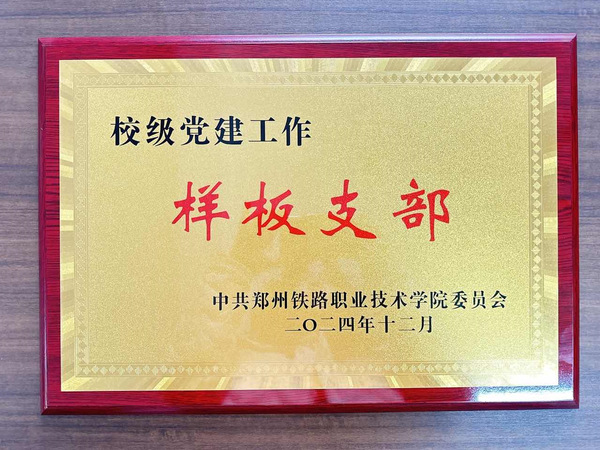 校级党建工作
样板支部
中共郑州铁路职业技术学院委员会
二〇二四年十二月